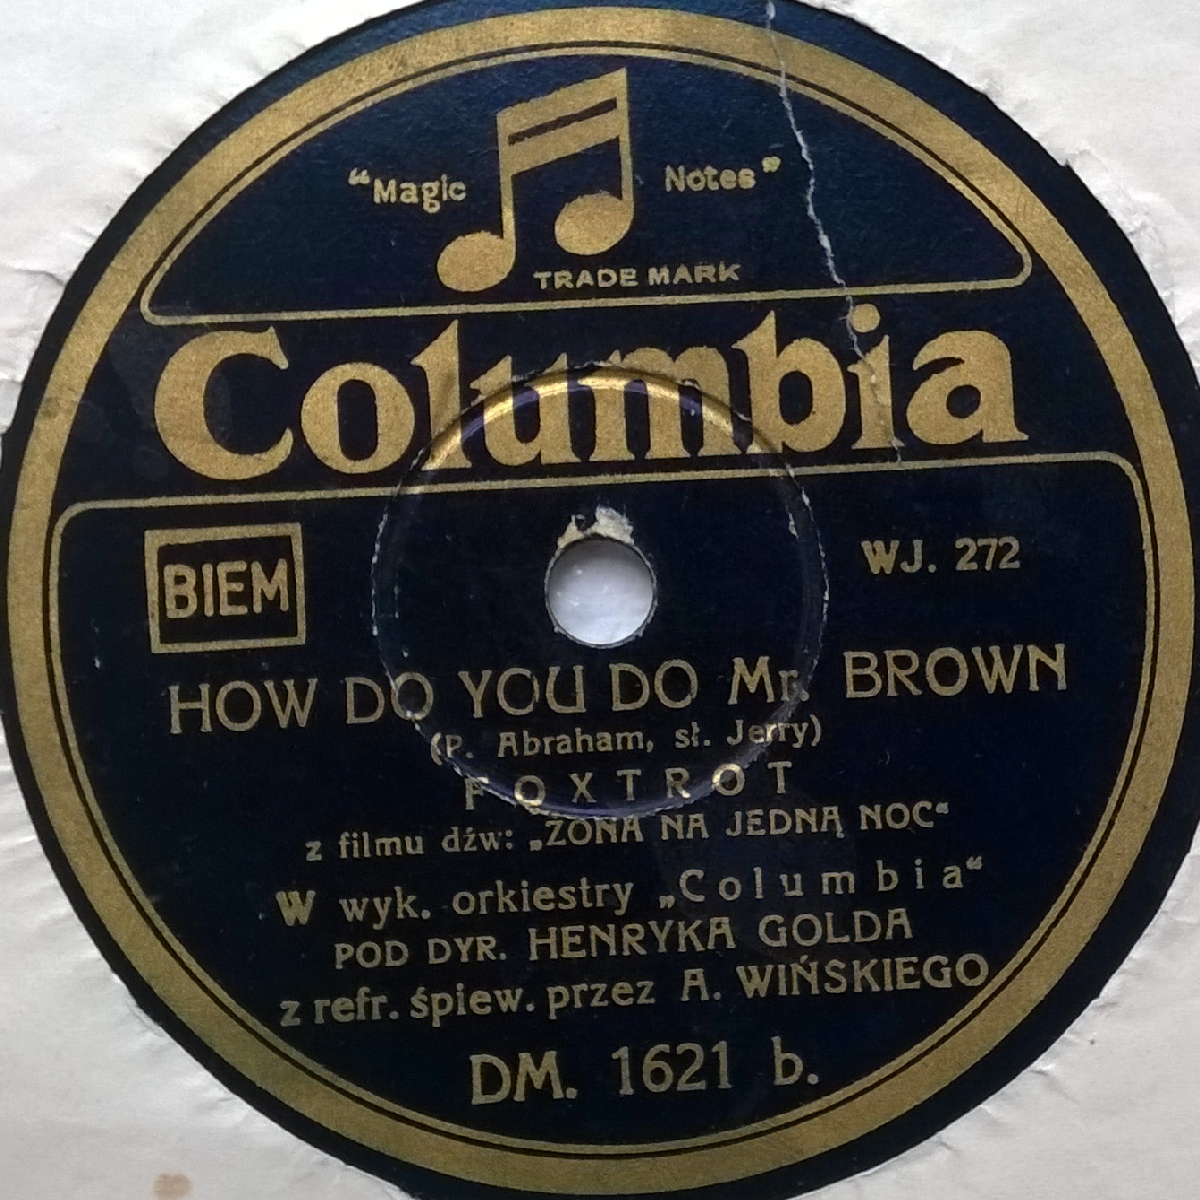 "Magic Notes"
TRADE MARK
Columbia
BIEM
WJ. 272
HOW DO YOU DO Mr. BROWN
(P. Abraham, sł. Jerry)
FOXTROT
z filmu dźw: „ŻONA NA JEDNĄ NOC“
W wyk. orkiestry „Columbia“
POD DYR. HENRYKA GOLDA
z refr. śpiew. przez A. WIŃSKIEGO
DM. 1621 b.